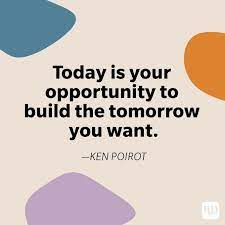 Today is your
opportunity to
build the tomorrow
you want.
—KEN POIROT